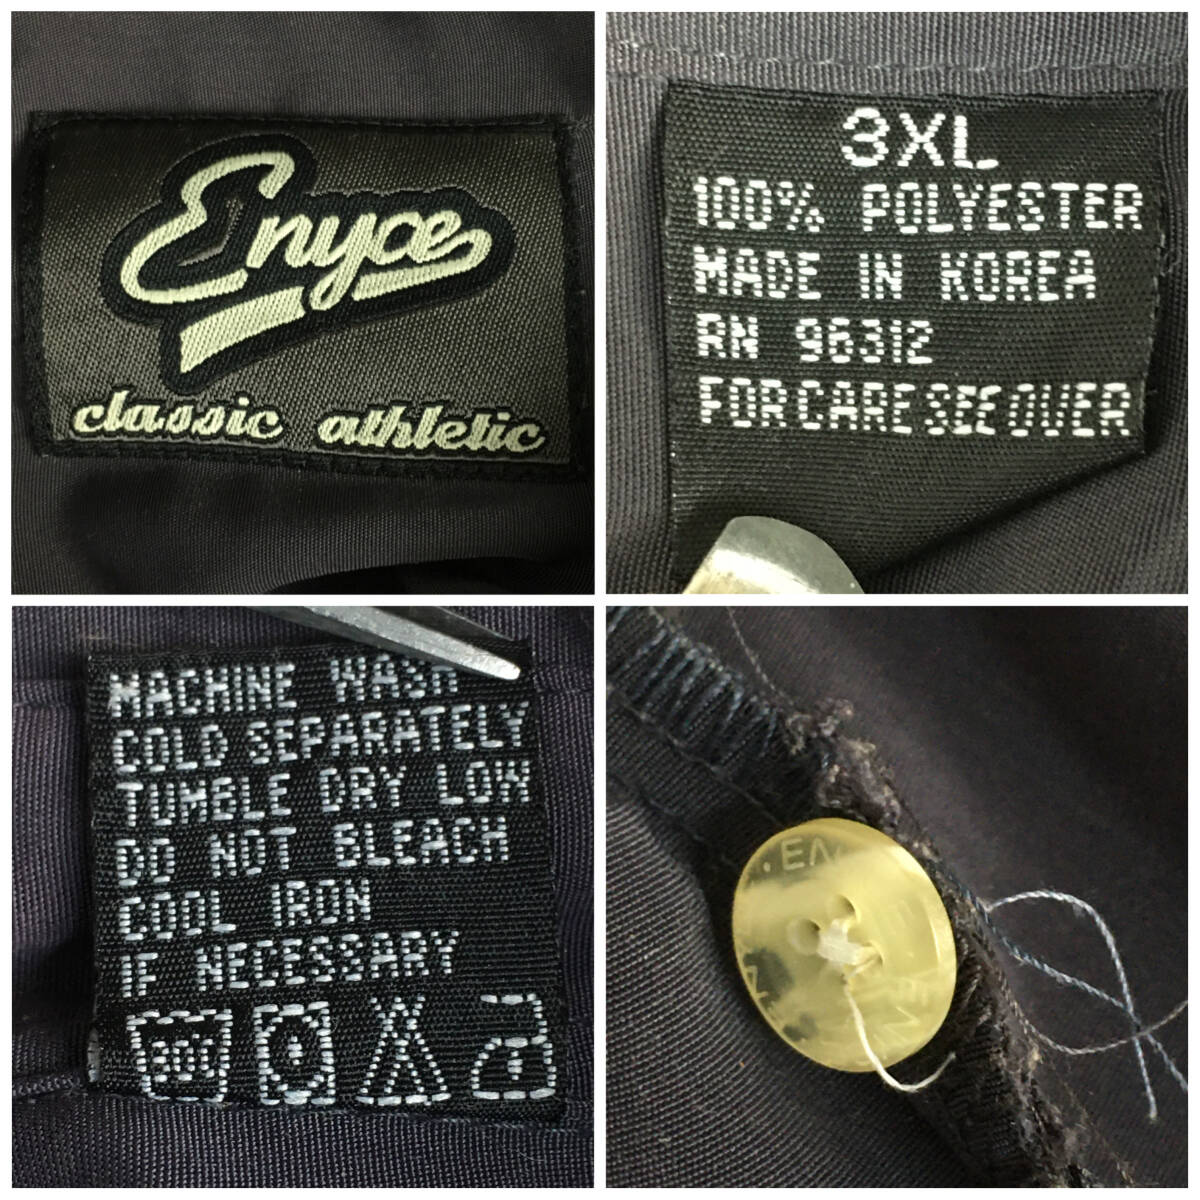 Enyce
classic athletic
3XL
100% POLYESTER
MADE IN KOREA
RN 96312
FOR CARE SEE OVER
MACHINE WASH
COLD SEPARATELY
TUMBLE DRY LOW
DO NOT BLEACH
COOL IRON
IF NECESSARY
80C